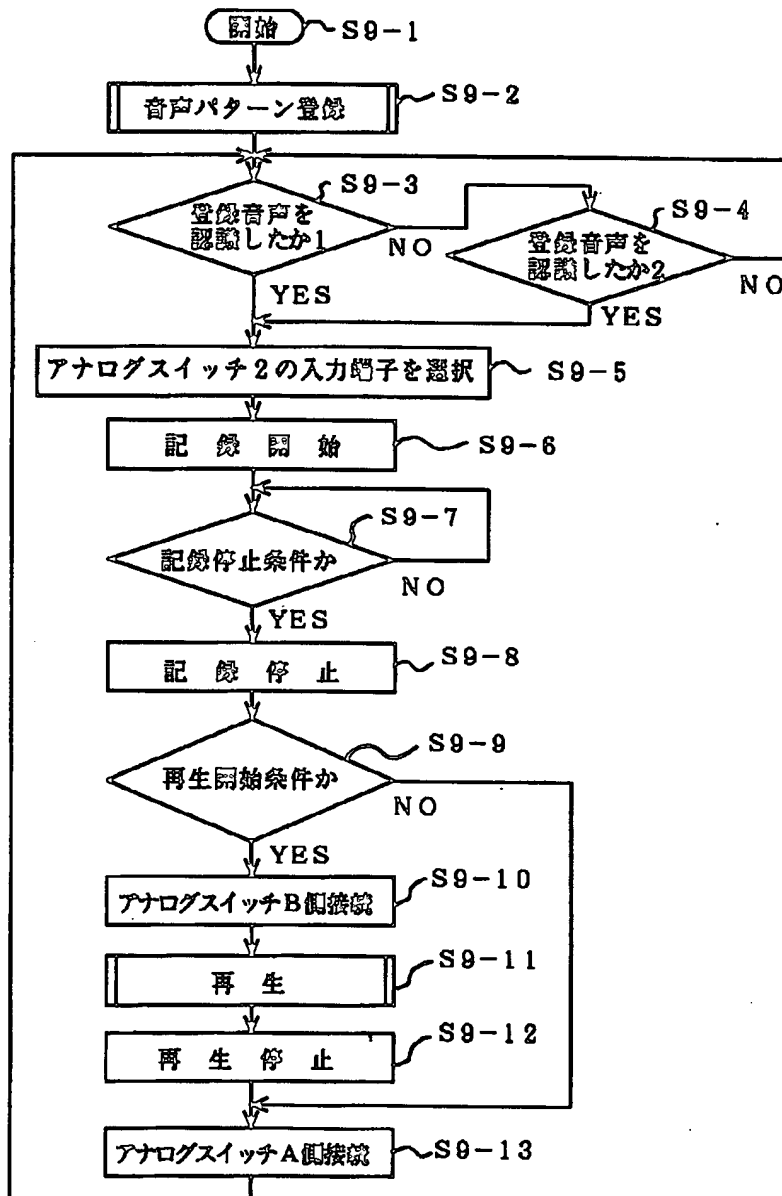 開始
S9-1
音声パターン登録
S9-2
登録音声を
認識したか1
S9-3
NO
YES
登録音声を
認識したか2
S9-4
NO
YES
アナログスイッチ2の入力端子を選択
S9-5
記録開始
S9-6
記録停止条件か
S9-7
NO
YES
記録停止
S9-8
再生開始条件か
S9-9
NO
YES
アナログスイッチB側接続
S9-10
再生
S9-11
再生停止
S9-12
アナログスイッチA側接続
S9-13